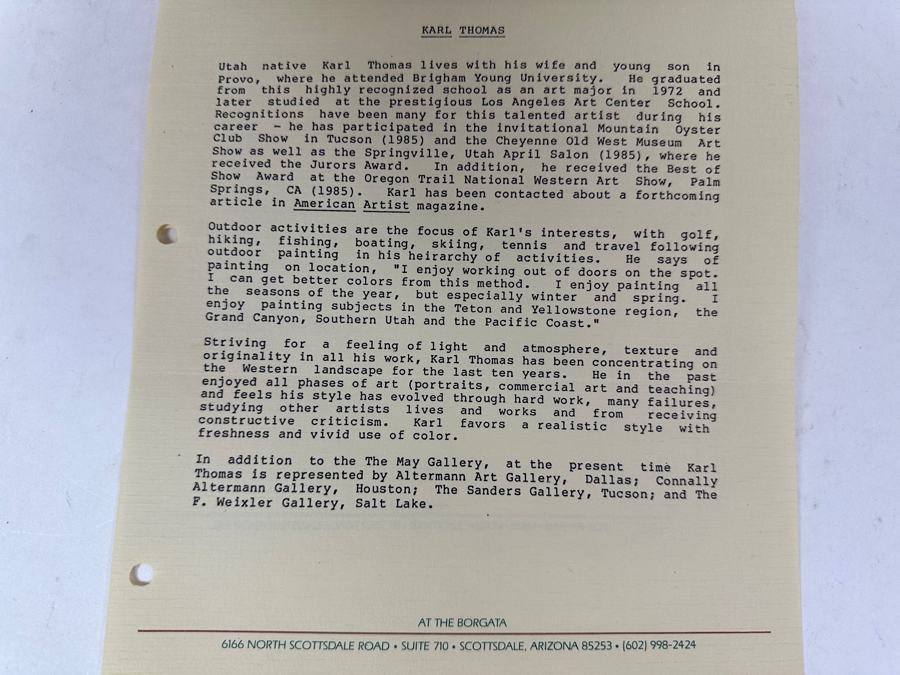 KARL THOMAS
Utah native Karl Thomas lives with his wife and young son in
Provo, where he attended Brigham Young University. He graduated
from this highly recognized school as an art major in 1972 and
later studied at the prestigious Los Angeles Art Center School.
Recognitions have been many for this talented artist during his
career - he has participated in the invitational Mountain Oyster
Club Show in Tucson (1985) and the Cheyenne Old West Museum Art
Show as well as the Springville, Utah April Salon (1985), where he
received the Jurors Award. In addition, he received the Best of
Show Award at the Oregon Trail National Western Art Show, Palm
Springs, CA (1985). Karl has been contacted about a forthcoming
article in American Artist magazine.
Outdoor activities are the focus of Karl's interests, with golf,
hiking, fishing, boating, skiing, tennis and travel following
outdoor painting in his heirarchy of activities. He says of
painting on location, "I enjoy working out of doors on the spot.
I can get better colors from this method. I enjoy painting all
the seasons of the year, but especially winter and spring. I
enjoy painting subjects in the Teton and Yellowstone region, the
Grand Canyon, Southern Utah and the Pacific Coast."
Striving for a feeling of light and atmosphere, texture and
originality in all his work, Karl Thomas has been concentrating on
the Western landscape for the last ten years. He in the past
enjoyed all phases of art (portraits, commercial art and teaching)
and feels his style has evolved through hard work, many failures,
studying other artists lives and works and from receiving
constructive criticism. Karl favors a realistic style with
freshness and vivid use of color.
In addition to the The May Gallery, at the present time Karl
Thomas is represented by Altermann Art Gallery, Dallas; Connally
Altermann Gallery, Houston; The Sanders Gallery, Tucson; and The
F. Weixler Gallery, Salt Lake.
AT THE BORGATA
6166 NORTH SCOTTSDALE ROAD • SUITE 710 • SCOTTSDALE, ARIZONA 85253 • (602) 998-2424